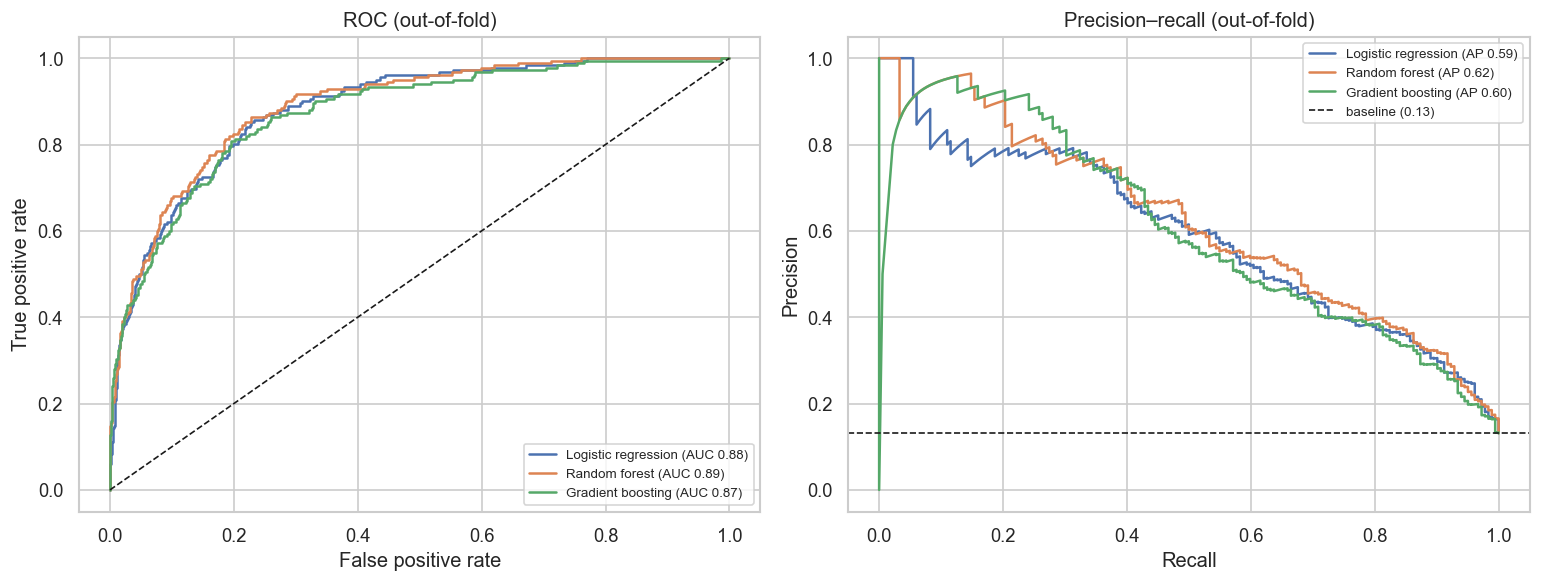 ROC (out-of-fold)
1.0
0.8
0.6
0.4
0.2
0.0
True positive rate
0.0 0.2 0.4 0.6 0.8 1.0
False positive rate
Logistic regression (AUC 0.88)
Random forest (AUC 0.89)
Gradient boosting (AUC 0.87)
Precision–recall (out-of-fold)
1.0
0.8
0.6
0.4
0.2
0.0
Precision
0.0 0.2 0.4 0.6 0.8 1.0
Recall
Logistic regression (AP 0.59)
Random forest (AP 0.62)
Gradient boosting (AP 0.60)
baseline (0.13)